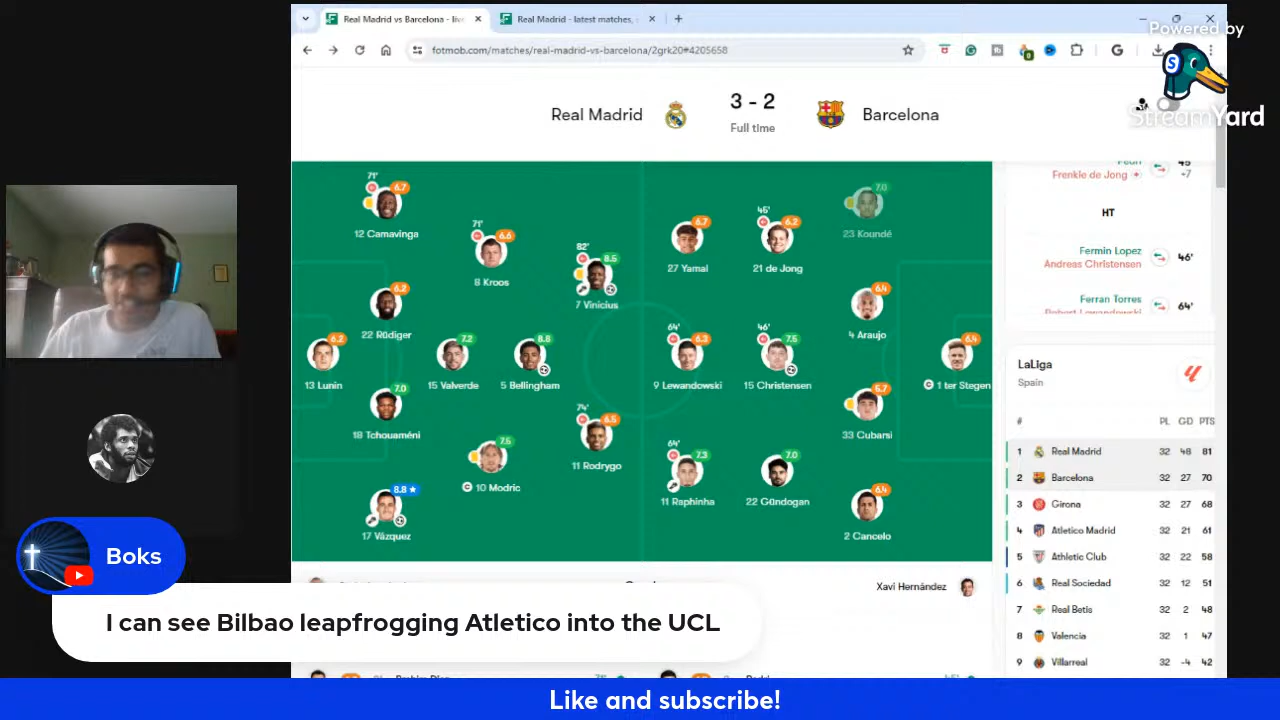 Real Madrid vs Barcelona - live
Real Madrid - latest matches,
fotmob.com/matches/real-madrid-vs-barcelona/2grk20#4205658
Powered by
StreamYard
Real Madrid
3 - 2
Full time
Barcelona
71' 6.7
12 Camavinga
71' 6.6
8 Kroos
82' 8.5
7 Vinicius
6.7
27 Yamal
45' 6.2
21 de Jong
7.0
23 Koundé
6.2
22 Rüdiger
6.4
4 Araujo
6.2
13 Lunin
7.2
15 Valverde
8.8
5 Bellingham
64' 6.3
9 Lewandowski
46' 7.5
15 Christensen
6.4
C 1 ter Stegen
7.0
18 Tchouaméni
7.5
C 10 Modric
74' 6.5
11 Rodrygo
64' 7.3
11 Raphinha
7.0
22 Gündogan
5.7
33 Cubarsi
8.8
17 Vázquez
6.4
2 Cancelo
Pedri
Frenkie de Jong
45
+7
HT
Fermin Lopez
Andreas Christensen
46'
Ferran Torres
Robert Lewandowski
64'
LaLiga
Spain
# PL GD PTS
1 Real Madrid 32 48 81
2 Barcelona 32 27 70
3 Girona 32 27 68
4 Atletico Madrid 32 21 61
5 Athletic Club 32 22 58
6 Real Sociedad 32 12 51
7 Real Betis 32 2 48
8 Valencia 32 1 47
9 Villarreal 32 -4 42
Xavi Hernández
Boks
I can see Bilbao leapfrogging Atletico into the UCL
Like and subscribe!